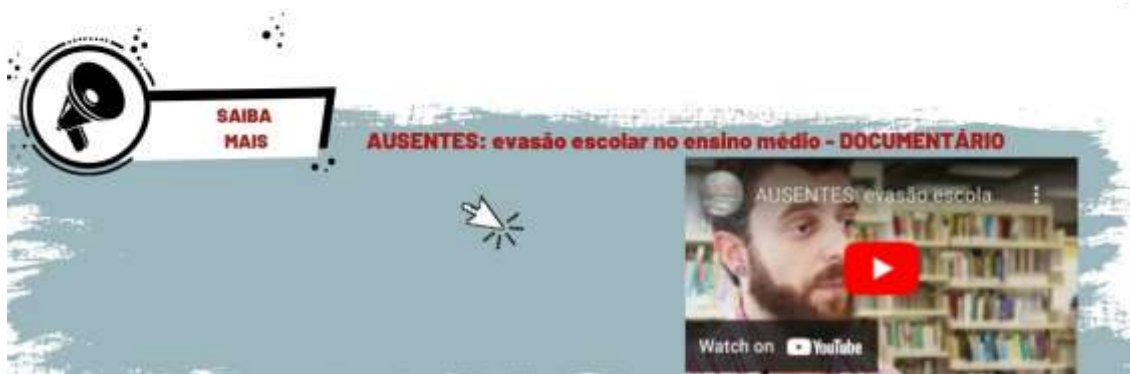 SAIBA
MAIS
AUSENTES: evasão escolar no ensino médio - DOCUMENTÁRIO
AUSENTES: evasão escola
Watch on YouTube